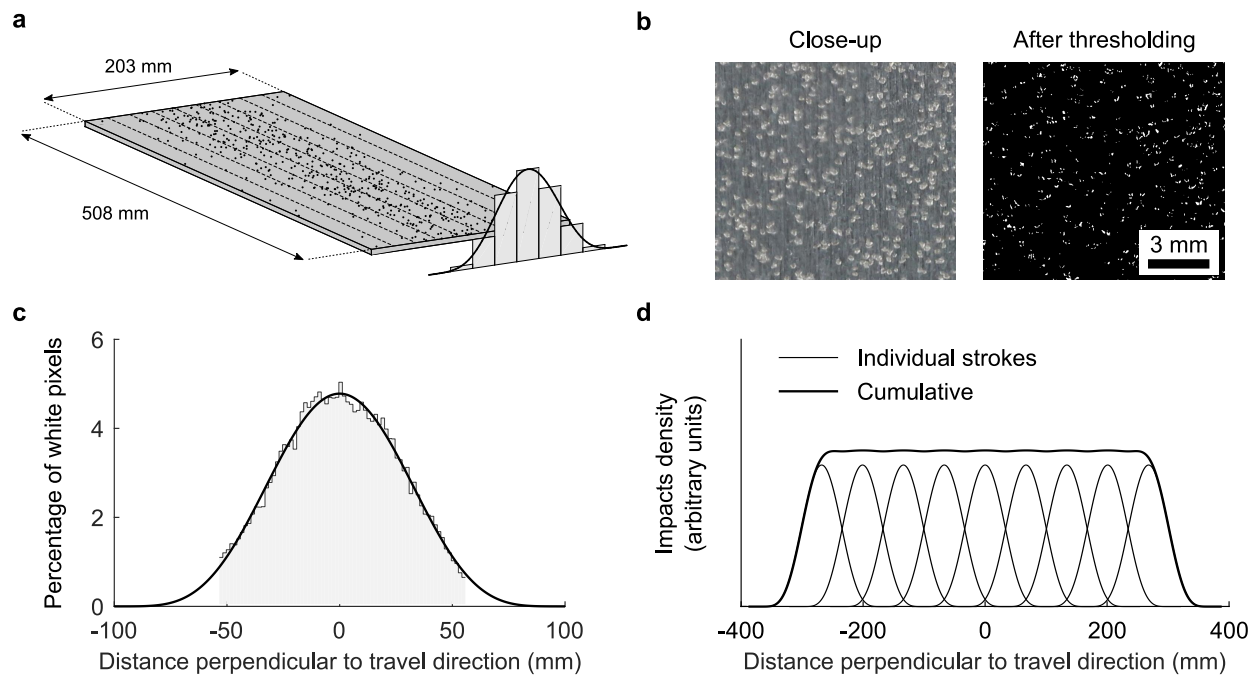 a
203 mm
508 mm
b
Close-up
After thresholding
3 mm
c
Percentage of white pixels
6
4
2
0
-100
-50
0
50
100
Distance perpendicular to travel direction (mm)
d
Impacts density
(arbitrary units)
Individual strokes
Cumulative
-400
-200
0
200
400
Distance perpendicular to travel direction (mm)